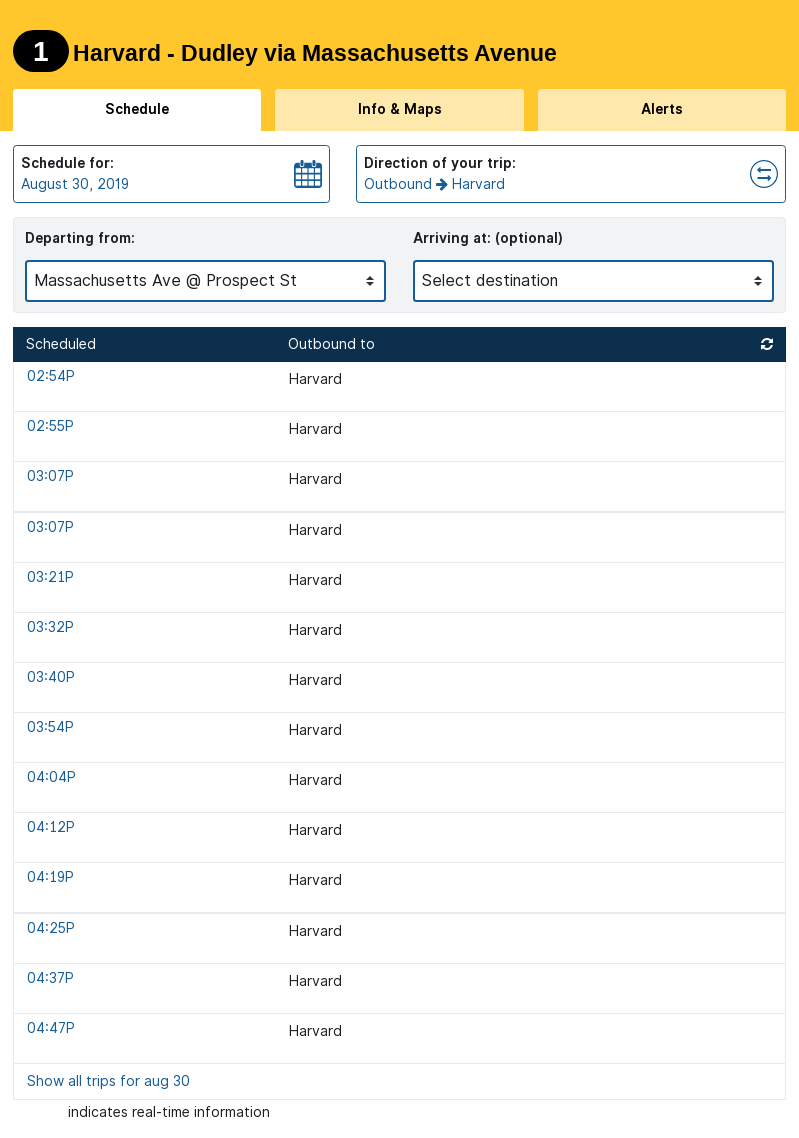 1 Harvard - Dudley via Massachusetts Avenue
Schedule Info & Maps Alerts
Schedule for:
August 30, 2019
Direction of your trip:
Outbound Harvard
Departing from:
Massachusetts Ave @ Prospect St
Arriving at: (optional)
Select destination
Scheduled Outbound to
02:54P Harvard
02:55P Harvard
03:07P Harvard
03:07P Harvard
03:21P Harvard
03:32P Harvard
03:40P Harvard
03:54P Harvard
04:04P Harvard
04:12P Harvard
04:19P Harvard
04:25P Harvard
04:37P Harvard
04:47P Harvard
Show all trips for aug 30
indicates real-time information